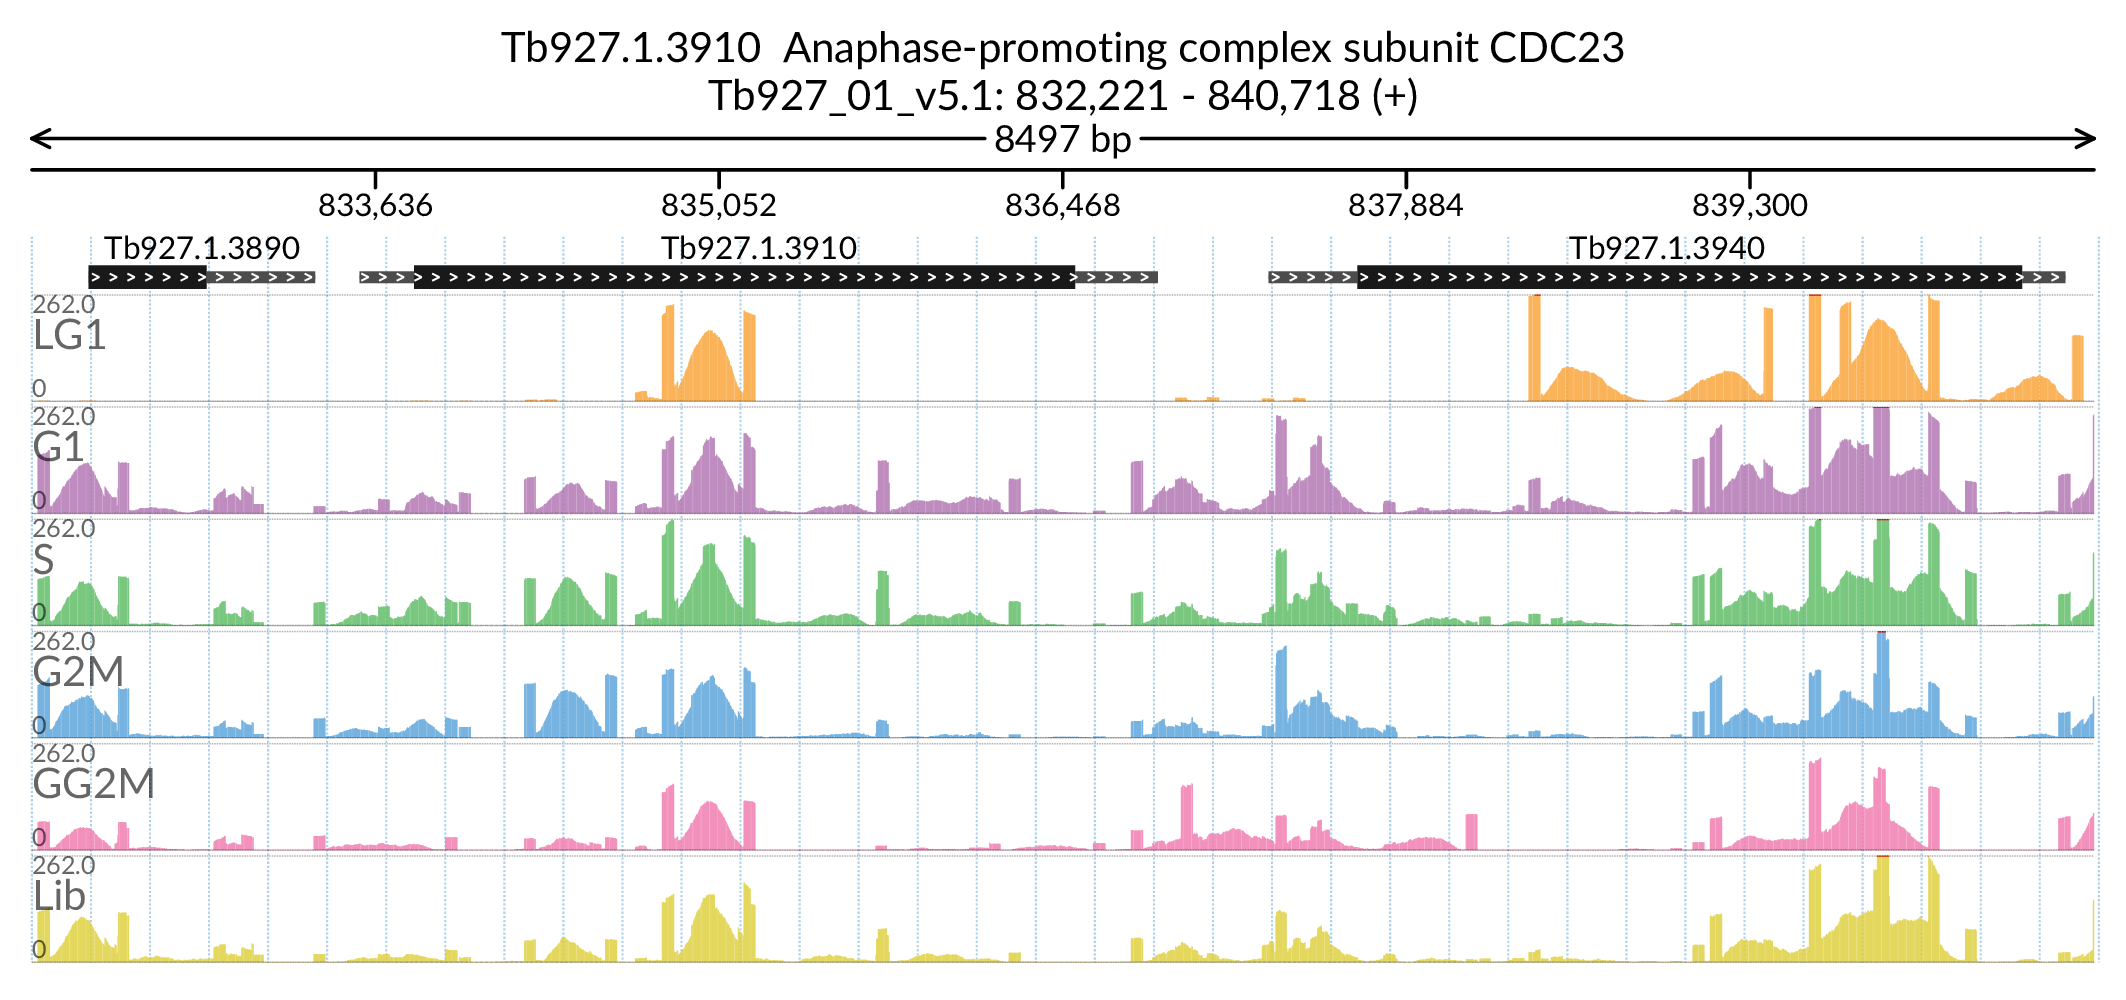 Tb927.1.3910  Anaphase-promoting complex subunit CDC23
Tb927_01_v5.1: 832,221 - 840,718 (+)
8497 bp
833,636 835,052 836,468 837,884 839,300
Tb927.1.3890 Tb927.1.3910 Tb927.1.3940
262.0
LG1
0
262.0
G1
0
262.0
S
0
262.0
G2M
0
262.0
GG2M
0
262.0
Lib
0